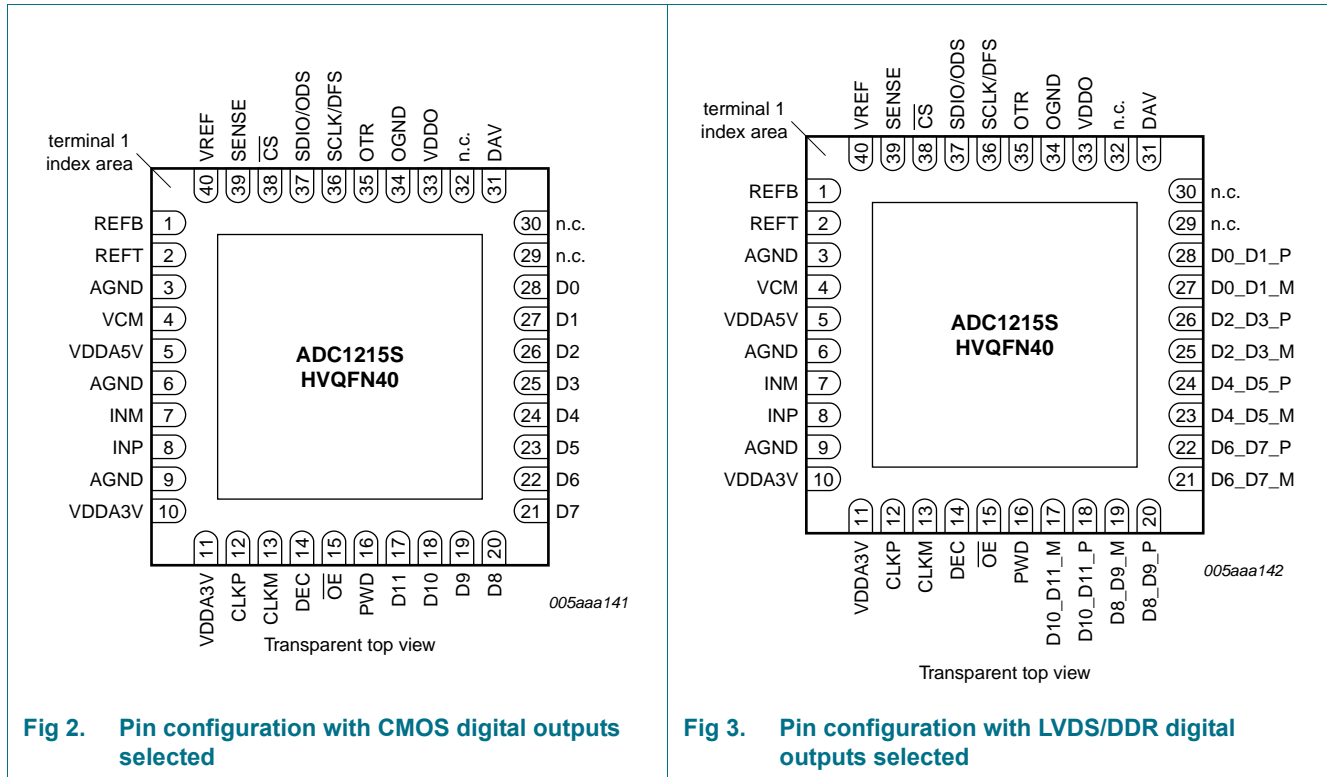 terminal 1
index area
VREF
SENSE
CS
SDIO/ODS
SCLK/DFS
OTR
OGND
VDDO
n.c.
DAV
40
39
38
37
36
35
34
33
32
31
REFB 1
REFT 2
AGND 3
VCM 4
VDDA5V 5
AGND 6
INM 7
INP 8
AGND 9
VDDA3V 10
ADC1215S
HVQFN40
30 n.c.
29 n.c.
28 D0
27 D1
26 D2
25 D3
24 D4
23 D5
22 D6
21 D7
11
12
13
14
15
16
17
18
19
20
VDDA3V
CLKP
CLKM
DEC
OE
PWD
D11
D10
D9
D8
005aaa141
Transparent top view
Fig 2. Pin configuration with CMOS digital outputs
selected
terminal 1
index area
VREF
SENSE
CS
SDIO/ODS
SCLK/DFS
OTR
OGND
VDDO
n.c.
DAV
40
39
38
37
36
35
34
33
32
31
REFB 1
REFT 2
AGND 3
VCM 4
VDDA5V 5
AGND 6
INM 7
INP 8
AGND 9
VDDA3V 10
ADC1215S
HVQFN40
30 n.c.
29 n.c.
28 D0_D1_P
27 D0_D1_M
26 D2_D3_P
25 D2_D3_M
24 D4_D5_P
23 D4_D5_M
22 D6_D7_P
21 D6_D7_M
11
12
13
14
15
16
17
18
19
20
VDDA3V
CLKP
CLKM
DEC
OE
PWD
D10_D11_M
D10_D11_P
D8_D9_M
D8_D9_P
005aaa142
Transparent top view
Fig 3. Pin configuration with LVDS/DDR digital
outputs selected